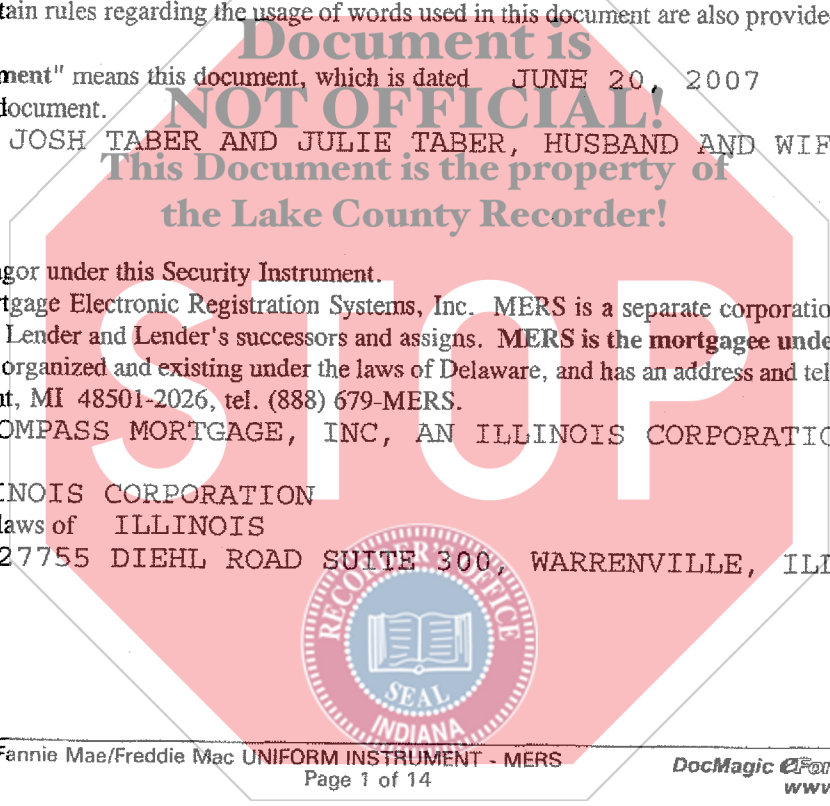 tain rules regarding the usage of words used in this document are also provide
Document is
ment" means this document, which is dated JUNE 20, 2007
NOT OFFICIAL!
document.
JOSH TABER AND JULIE TABER, HUSBAND AND WIF
This Document is the property of
the Lake County Recorder!
gor under this Security Instrument.
rtgage Electronic Registration Systems, Inc. MERS is a separate corporatio
Lender and Lender's successors and assigns. MERS is the mortgagee unde
organized and existing under the laws of Delaware, and has an address and tel
nt, MI 48501-2026, tel. (888) 679-MERS.
STOP
OMPASS MORTGAGE, INC, AN ILLINOIS CORPORATIO
INOIS CORPORATION
laws of ILLINOIS
27755 DIEHL ROAD SUITE 300, WARRENVILLE, ILL
RECORDER'S OFFICE
SEAL
INDIANA
Fannie Mae/Freddie Mac UNIFORM INSTRUMENT - MERS
DocMagic eFor
Page 1 of 14
www